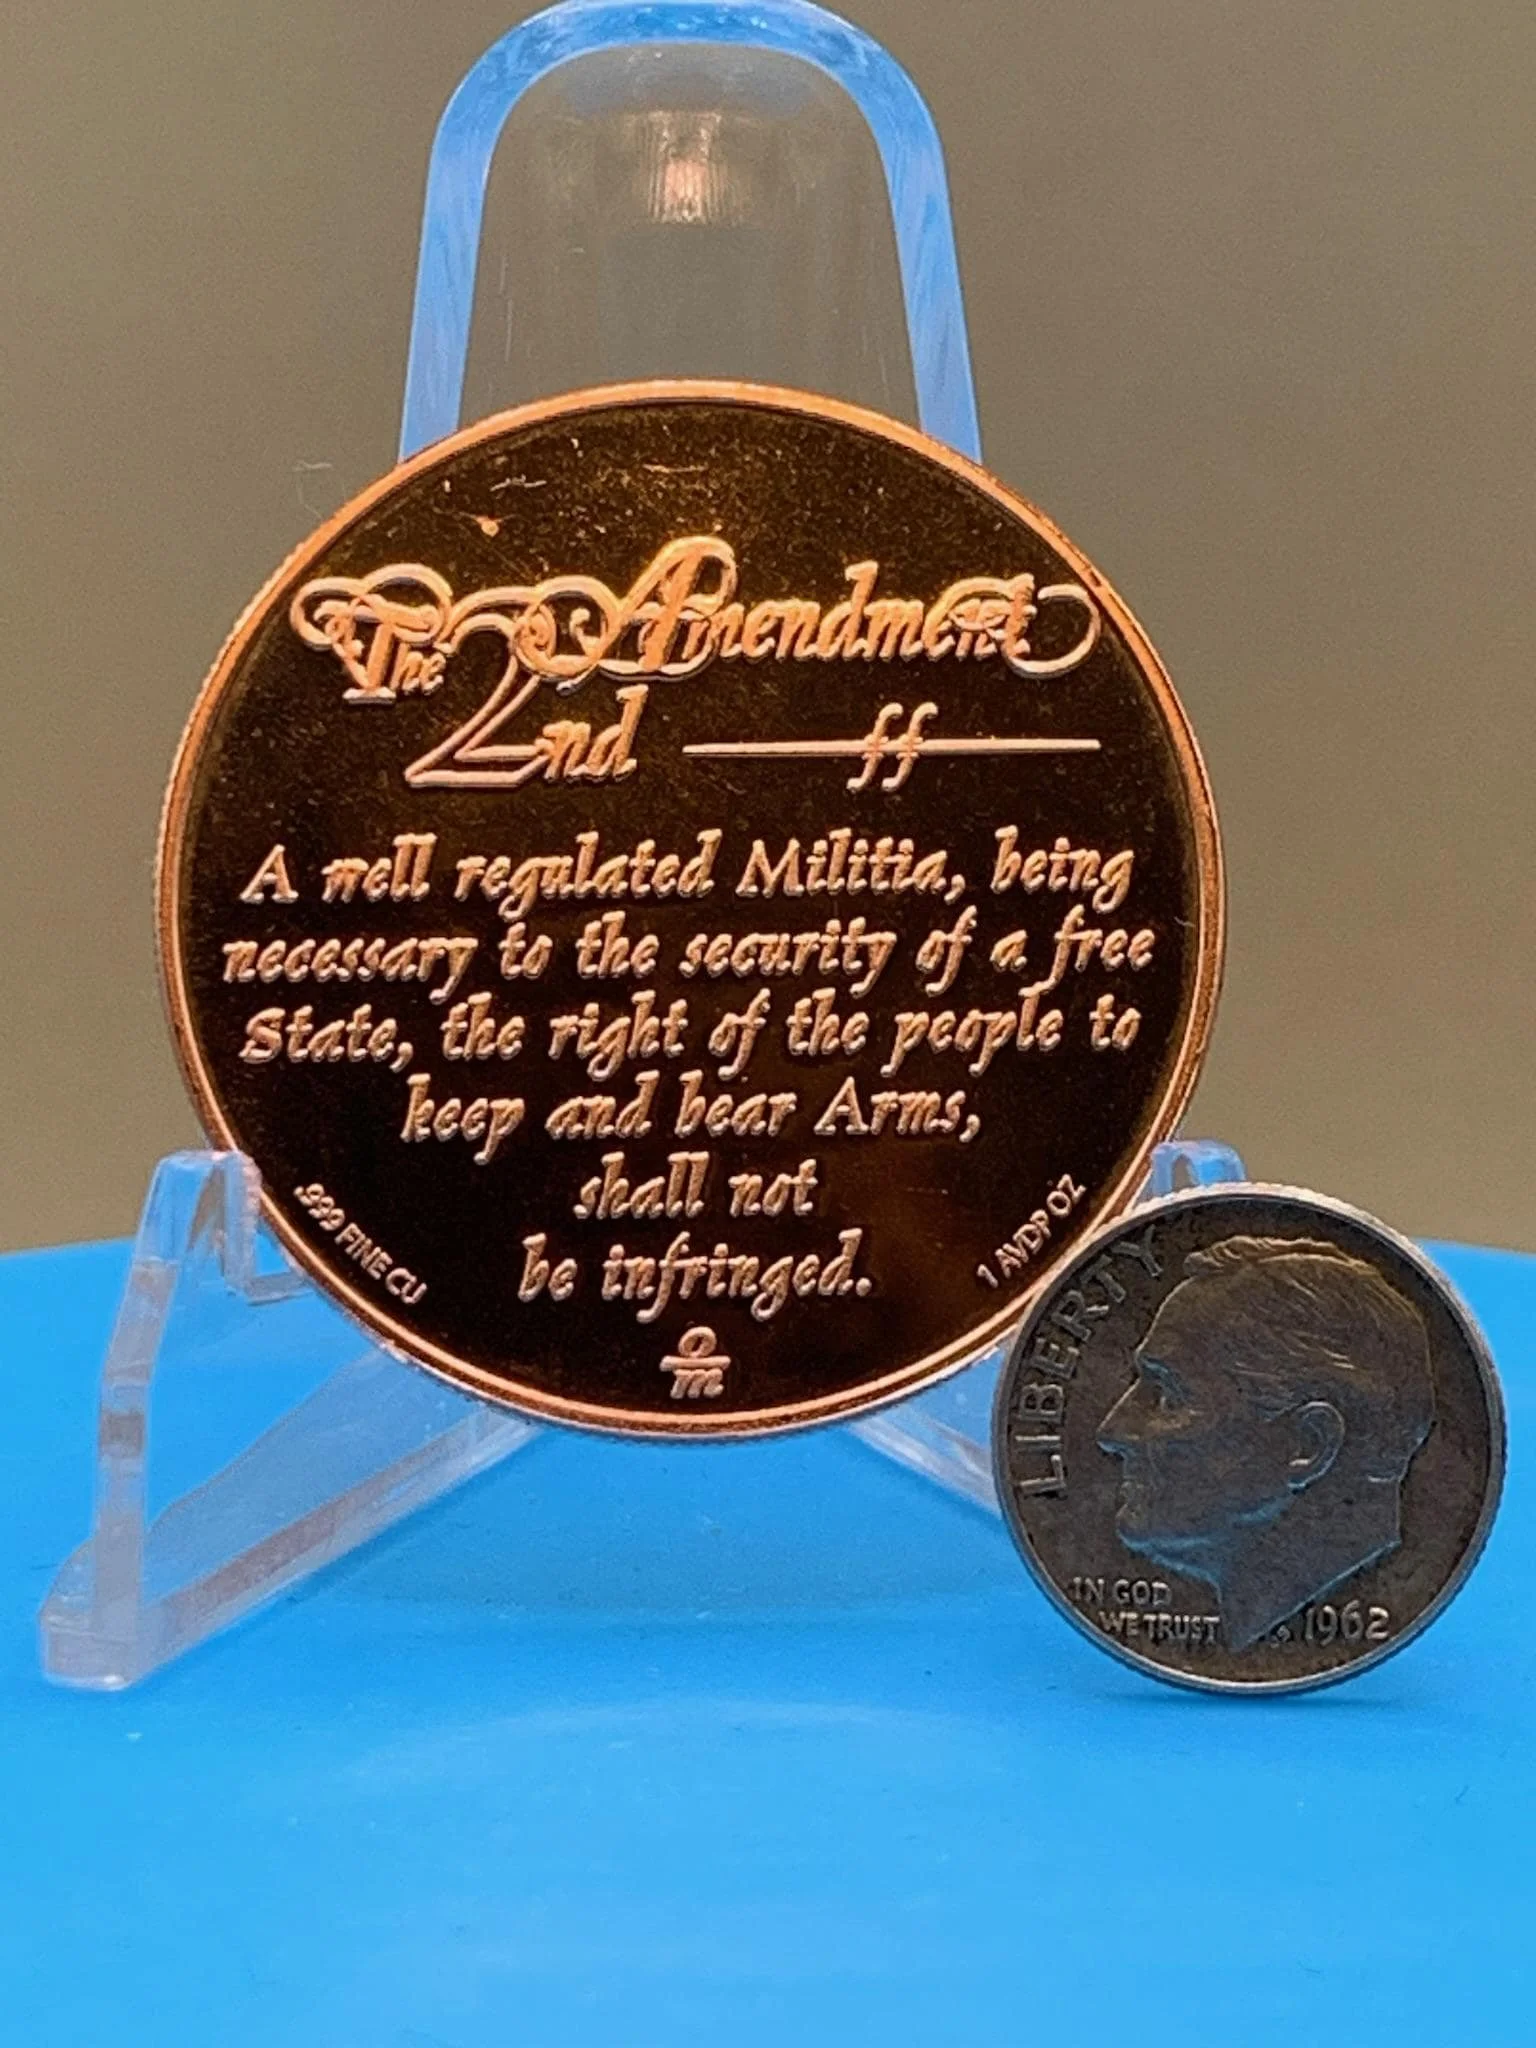 The 2nd Amendment
ff
A well regulated Militia, being
necessary to the security of a free
State, the right of the people to
keep and bear Arms,
shall not
be infringed.
.999 FINE CU
1 AVDP OZ
o
m
LIBERTY
IN GOD
WE TRUST
1962